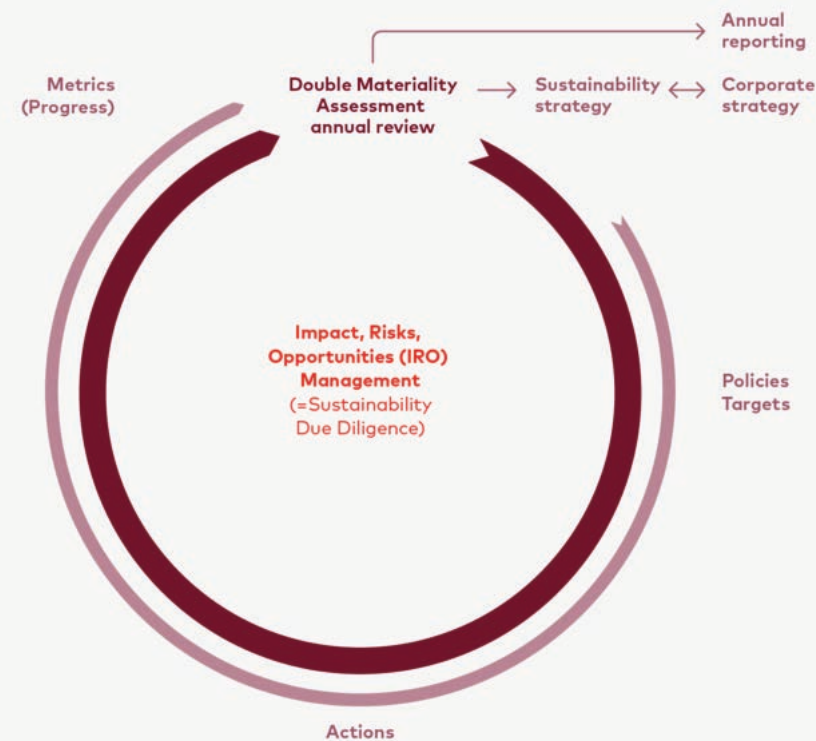 Annual
reporting
Metrics
(Progress)
Double Materiality
Assessment
annual review
Sustainability
strategy
Corporate
strategy
Impact, Risks,
Opportunities (IRO)
Management
(=Sustainability
Due Diligence)
Policies
Targets
Actions